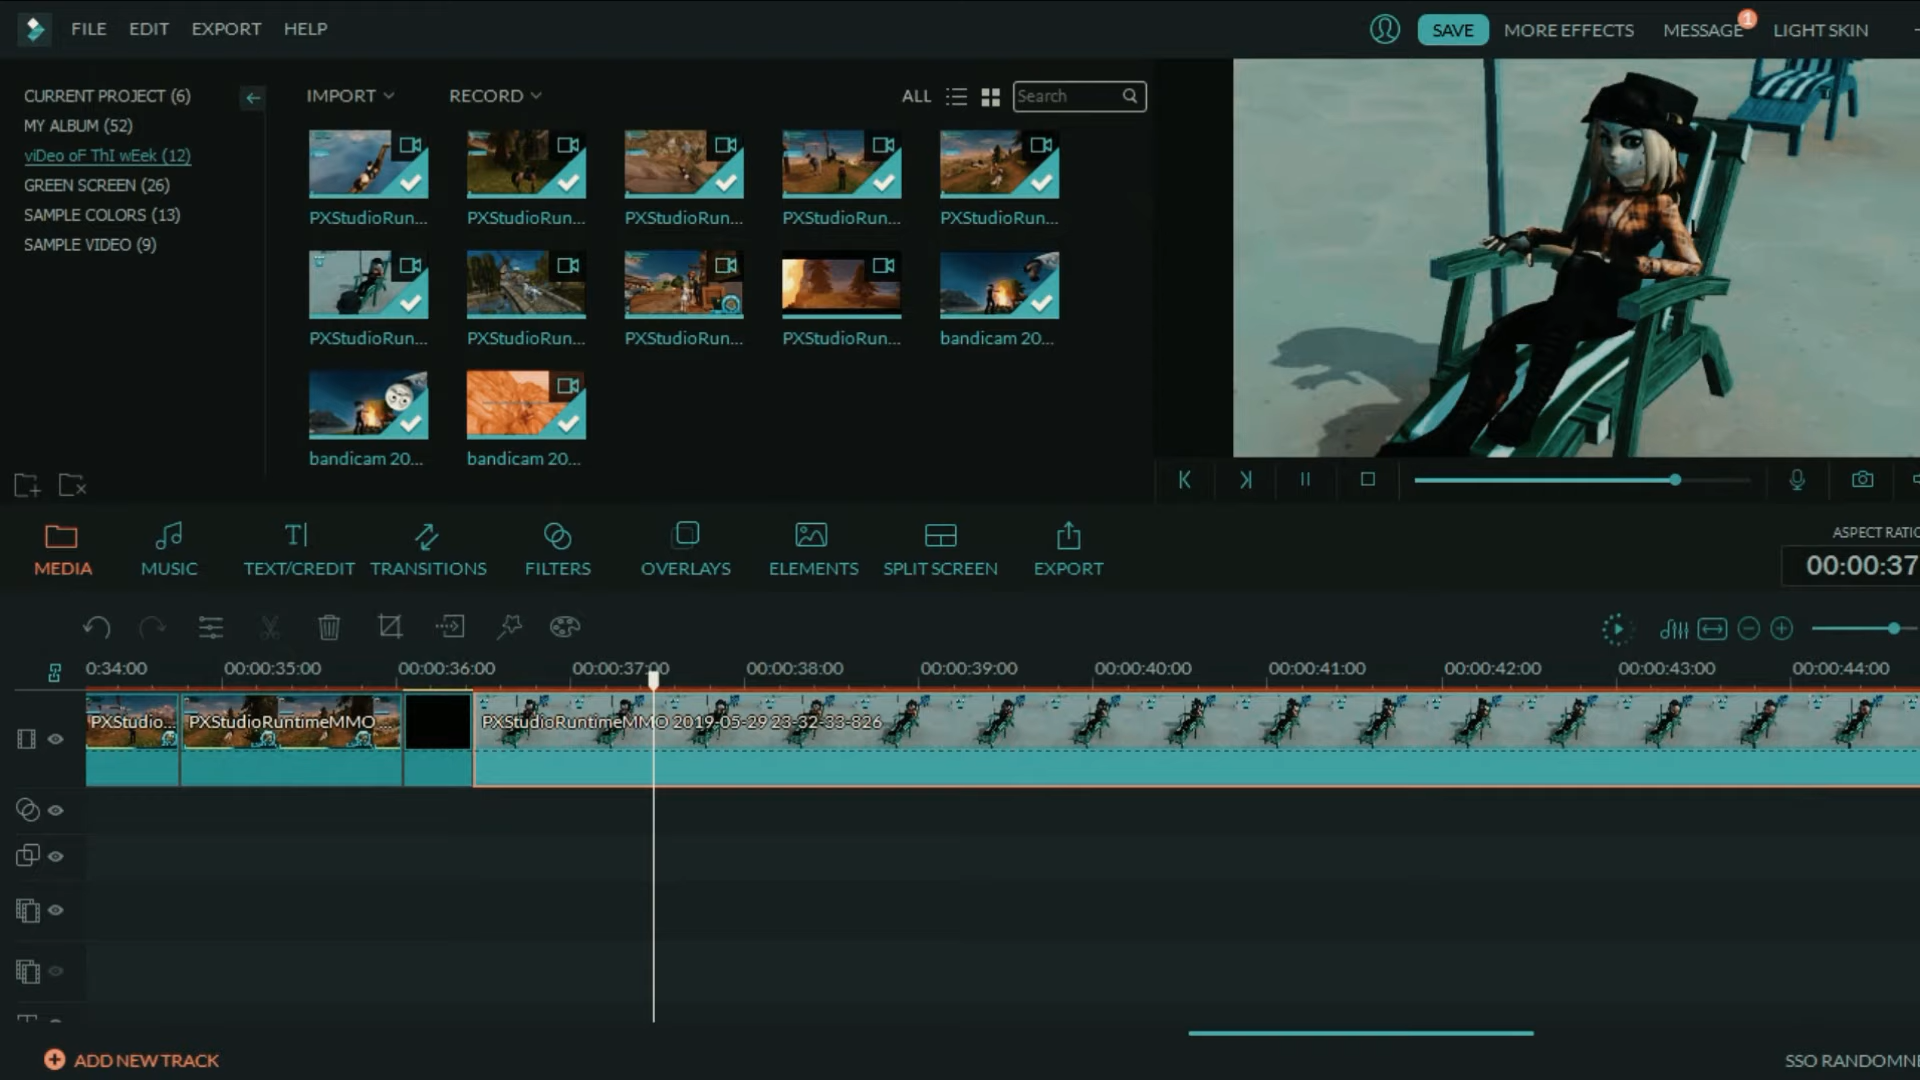 FILE EDIT EXPORT HELP
SAVE MORE EFFECTS MESSAGE 1 LIGHT SKIN
CURRENT PROJECT (6)
MY ALBUM (52)
viDeo oF ThI wEek (12)
GREEN SCREEN (26)
SAMPLE COLORS (13)
SAMPLE VIDEO (9)
IMPORT RECORD ALL Search
PXStudioRun... PXStudioRun... PXStudioRun... PXStudioRun... PXStudioRun...
PXStudioRun... PXStudioRun... PXStudioRun... PXStudioRun... bandicam 20...
bandicam 20... bandicam 20...
MEDIA MUSIC TEXT/CREDIT TRANSITIONS FILTERS OVERLAYS ELEMENTS SPLIT SCREEN EXPORT
ASPECT RATIO
00:00:37
0:34:00 00:00:35:00 00:00:36:00 00:00:37:00 00:00:38:00 00:00:39:00 00:00:40:00 00:00:41:00 00:00:42:00 00:00:43:00 00:00:44:00
PXStudio... PXStudioRuntimeMMO... PXStudioRuntimeMMO 2019-05-29 23-32-33-826
ADD NEW TRACK
SSO RANDOMNE